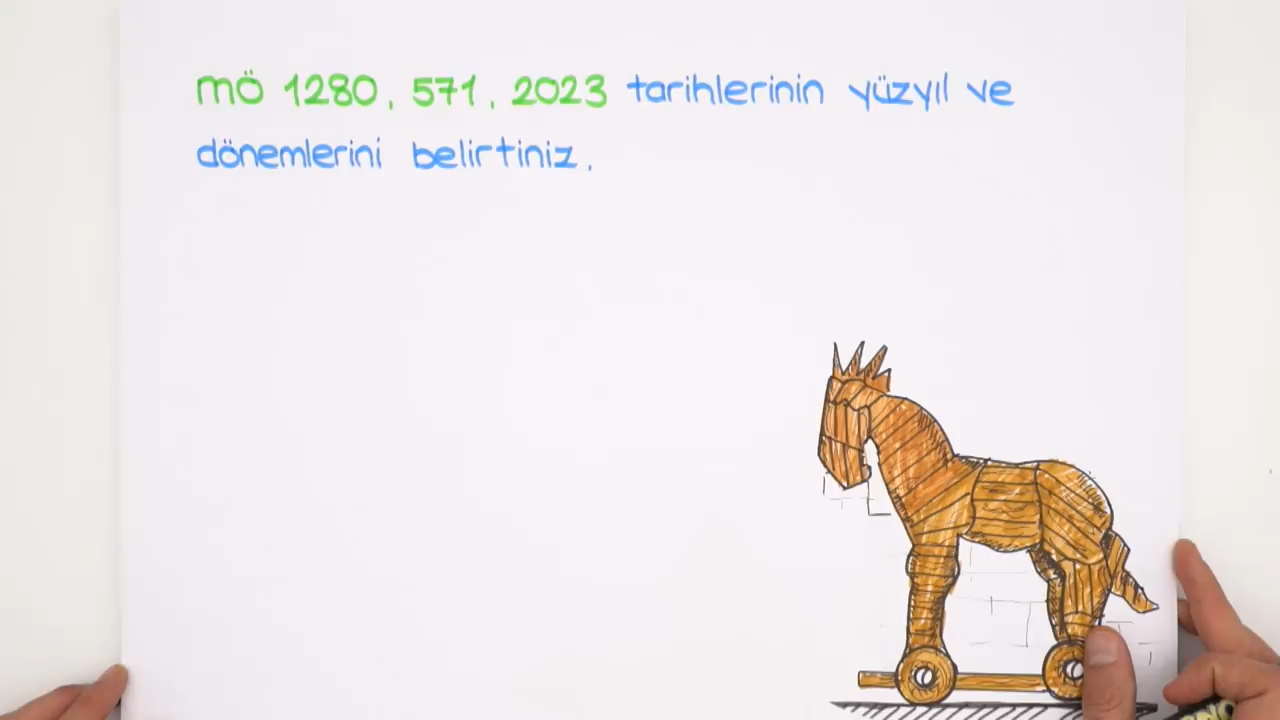 mö 1280, 571, 2023 tarihlerinin yüzyıl ve
dönemlerini belirtiniz.